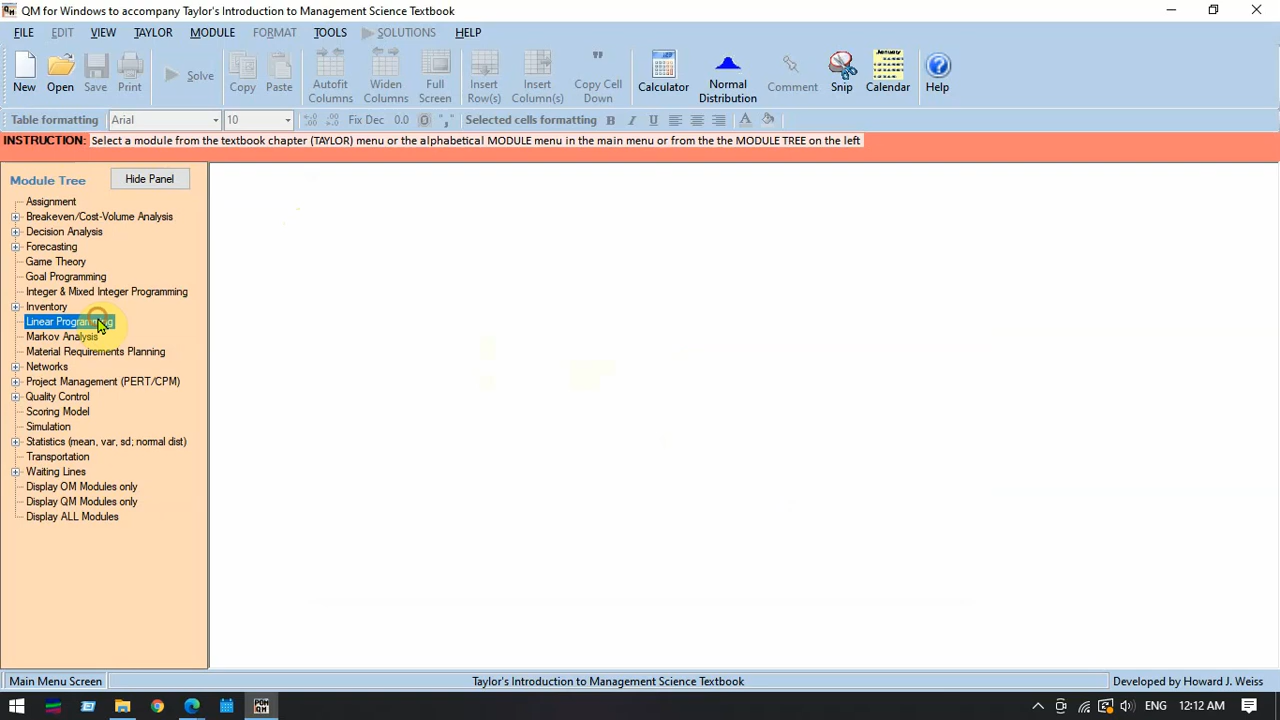 QM for Windows to accompany Taylor's Introduction to Management Science Textbook
FILE EDIT VIEW TAYLOR MODULE FORMAT TOOLS SOLUTIONS HELP
New Open Save Print Solve Copy Paste Autofit Columns Widen Columns Full Screen Insert Row(s) Insert Column(s) Copy Cell Down Calculator Normal Distribution Comment Snip January Calendar Help
Table formatting Arial 10 Fix Dec 0.0 Selected cells formatting B I U A
INSTRUCTION: Select a module from the textbook chapter (TAYLOR) menu or the alphabetical MODULE menu in the main menu or from the the MODULE TREE on the left
Module Tree Hide Panel
Assignment
Breakeven/Cost-Volume Analysis
Decision Analysis
Forecasting
Game Theory
Goal Programming
Integer & Mixed Integer Programming
Inventory
Linear Programming
Markov Analysis
Material Requirements Planning
Networks
Project Management (PERT/CPM)
Quality Control
Scoring Model
Simulation
Statistics (mean, var, sd; normal dist)
Transportation
Waiting Lines
Display OM Modules only
Display QM Modules only
Display ALL Modules
Main Menu Screen Taylor's Introduction to Management Science Textbook Developed by Howard J. Weiss
POM QM ENG 12:12 AM